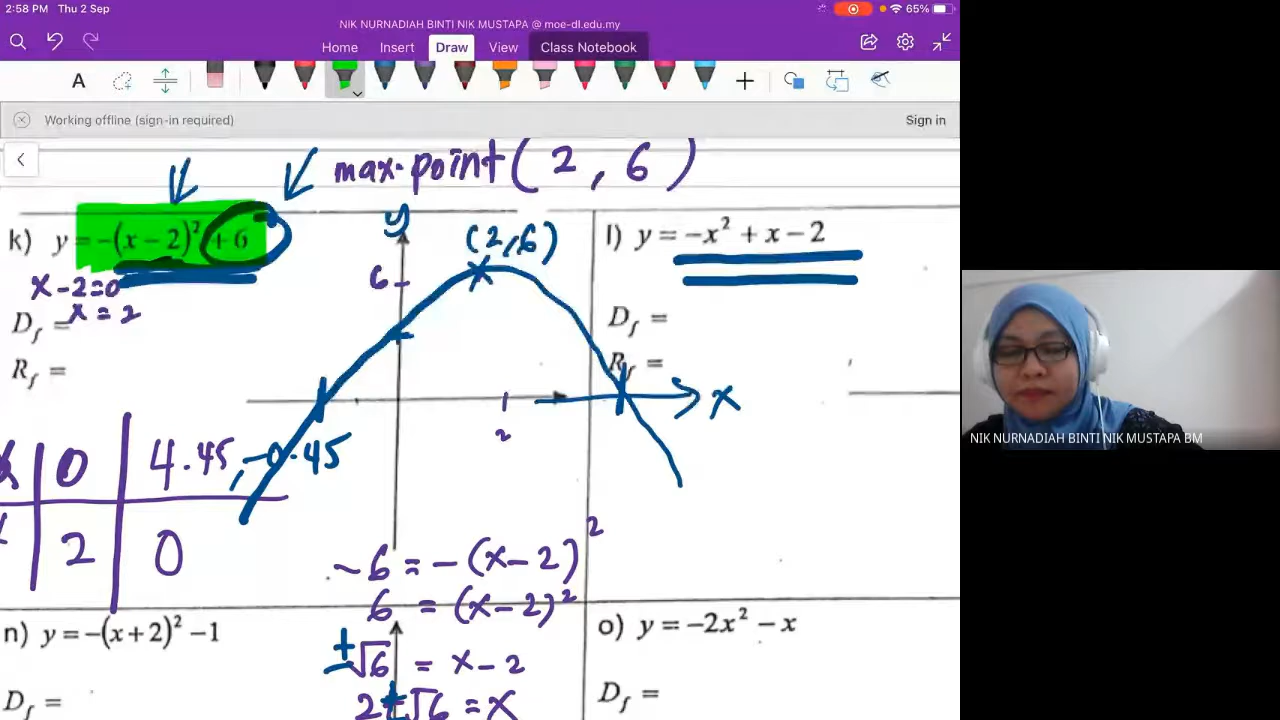 2:58 PM Thu 2 Sep
65%
NIK NURNADIAH BINTI NIK MUSTAPA @ moe-dl.edu.my
Home Insert Draw View Class Notebook
A
Working offline (sign-in required) Sign in
max.point (2, 6)
k) y = -(x - 2)² + 6
x - 2 = 0
x = 2
D_f =
R_f =
y
(2,6)
6
x
2
-0.45
x 0 4.45, -0.45
2 0
-6 = -(x-2)²
6 = (x-2)²
±√6 = x - 2
2 ± √6 = x
l) y = -x² + x - 2
D_f =
R_f =
n) y = -(x+2)² - 1
D_f =
o) y = -2x² - x
D_f =
NIK NURNADIAH BINTI NIK MUSTAPA BM